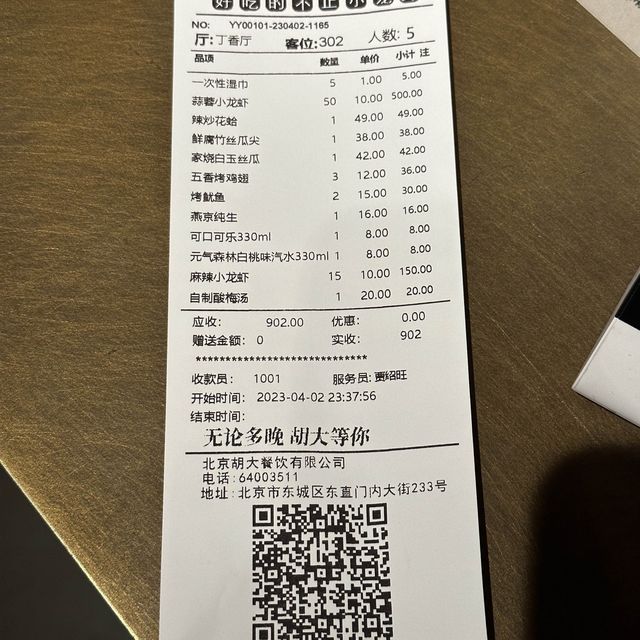 好吃的不止小龙虾
NO: YY00101-230402-1165
厅:丁香厅 客位:302 人数:5
品项 数量 单价 小计 注
一次性湿巾 5 1.00 5.00
蒜蓉小龙虾 50 10.00 500.00
辣炒花蛤 1 49.00 49.00
鲜腐竹丝瓜尖 1 38.00 38.00
家烧白玉丝瓜 1 42.00 42.00
五香烤鸡翅 3 12.00 36.00
烤鱿鱼 2 15.00 30.00
燕京纯生 1 16.00 16.00
可口可乐330ml 1 8.00 8.00
元气森林白桃味汽水330ml 1 8.00 8.00
麻辣小龙虾 15 10.00 150.00
自制酸梅汤 1 20.00 20.00
应收: 902.00 优惠: 0.00
赠送金额: 0 实收: 902
******************************
收款员: 1001 服务员: 贾绍旺
开始时间: 2023-04-02 23:37:56
结束时间:
无论多晚 胡大等你
北京胡大餐饮有限公司
电话:64003511
地址:北京市东城区东直门内大街233号